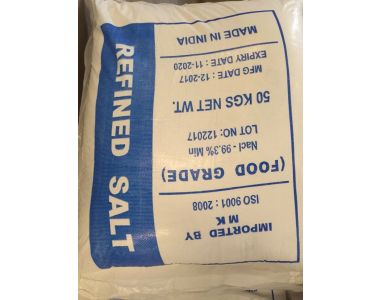 REFINED SALT
IMPORTED BY
M K
ISO 9001 : 2008
(FOOD GRADE)
Nacl - 99.3% Min
LOT NO: 122017
50 KGS NET WT.
MFG DATE : 12-2017
EXPIRY DATE : 11-2020
MADE IN INDIA